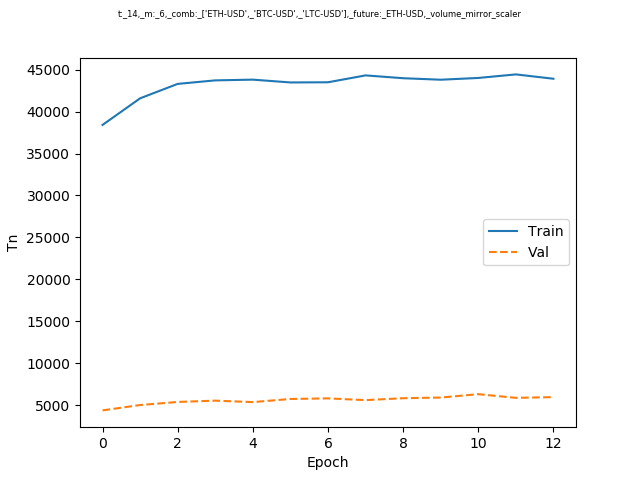 t:_14,_m:_6,_comb:_['ETH-USD',_'BTC-USD',_'LTC-USD'],_future:_ETH-USD,_volume_mirror_scaler
45000
40000
35000
30000
25000
20000
15000
10000
5000
Tn
Train
Val
0 2 4 6 8 10 12
Epoch